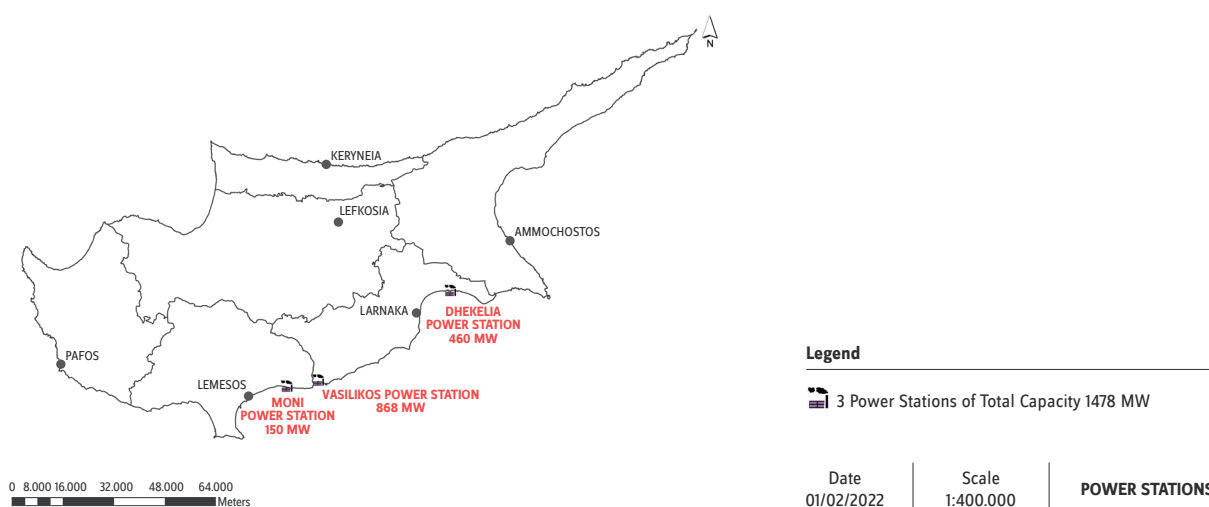 N
KERYNEIA
LEFKOSIA
AMMOCHOSTOS
LARNAKA
DHEKELIA
POWER STATION
460 MW
PAFOS
LEMESOS
VASILIKOS POWER STATION
868 MW
MONI
POWER STATION
150 MW
0 8.000 16.000 32.000 48.000 64.000
Meters
Legend
3 Power Stations of Total Capacity 1478 MW
Date
01/02/2022
Scale
1:400.000
POWER STATIONS